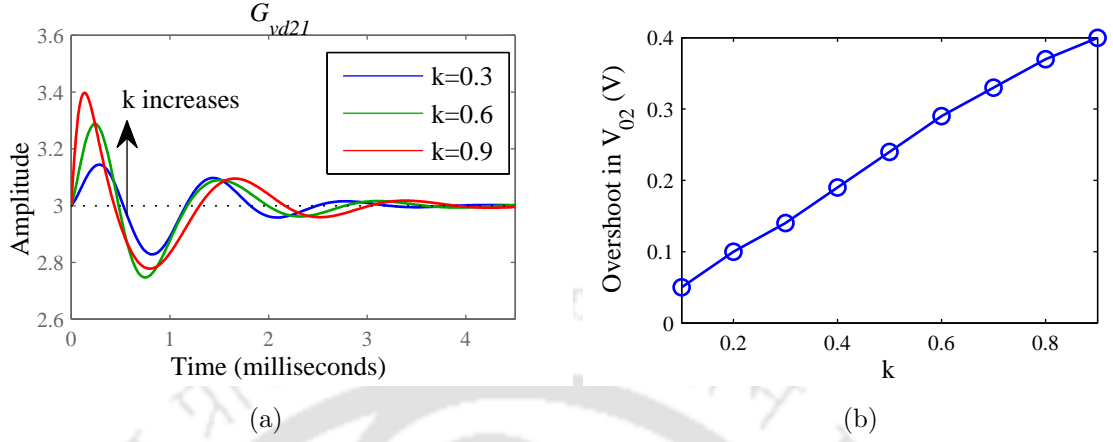 G_vd21
3.6
3.4
3.2
3
2.8
2.6
Amplitude
k increases
k=0.3
k=0.6
k=0.9
0 1 2 3 4
Time (milliseconds)
(a)
0.4
0.3
0.2
0.1
0
Overshoot in V_02 (V)
0.2 0.4 0.6 0.8
k
(b)